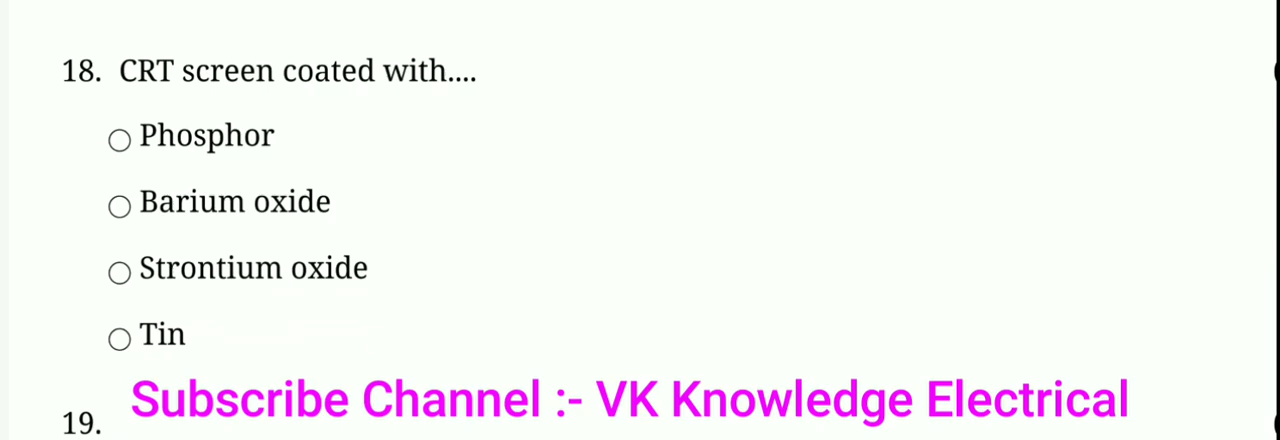 18. CRT screen coated with....
Phosphor
Barium oxide
Strontium oxide
Tin
Subscribe Channel :- VK Knowledge Electrical
19.